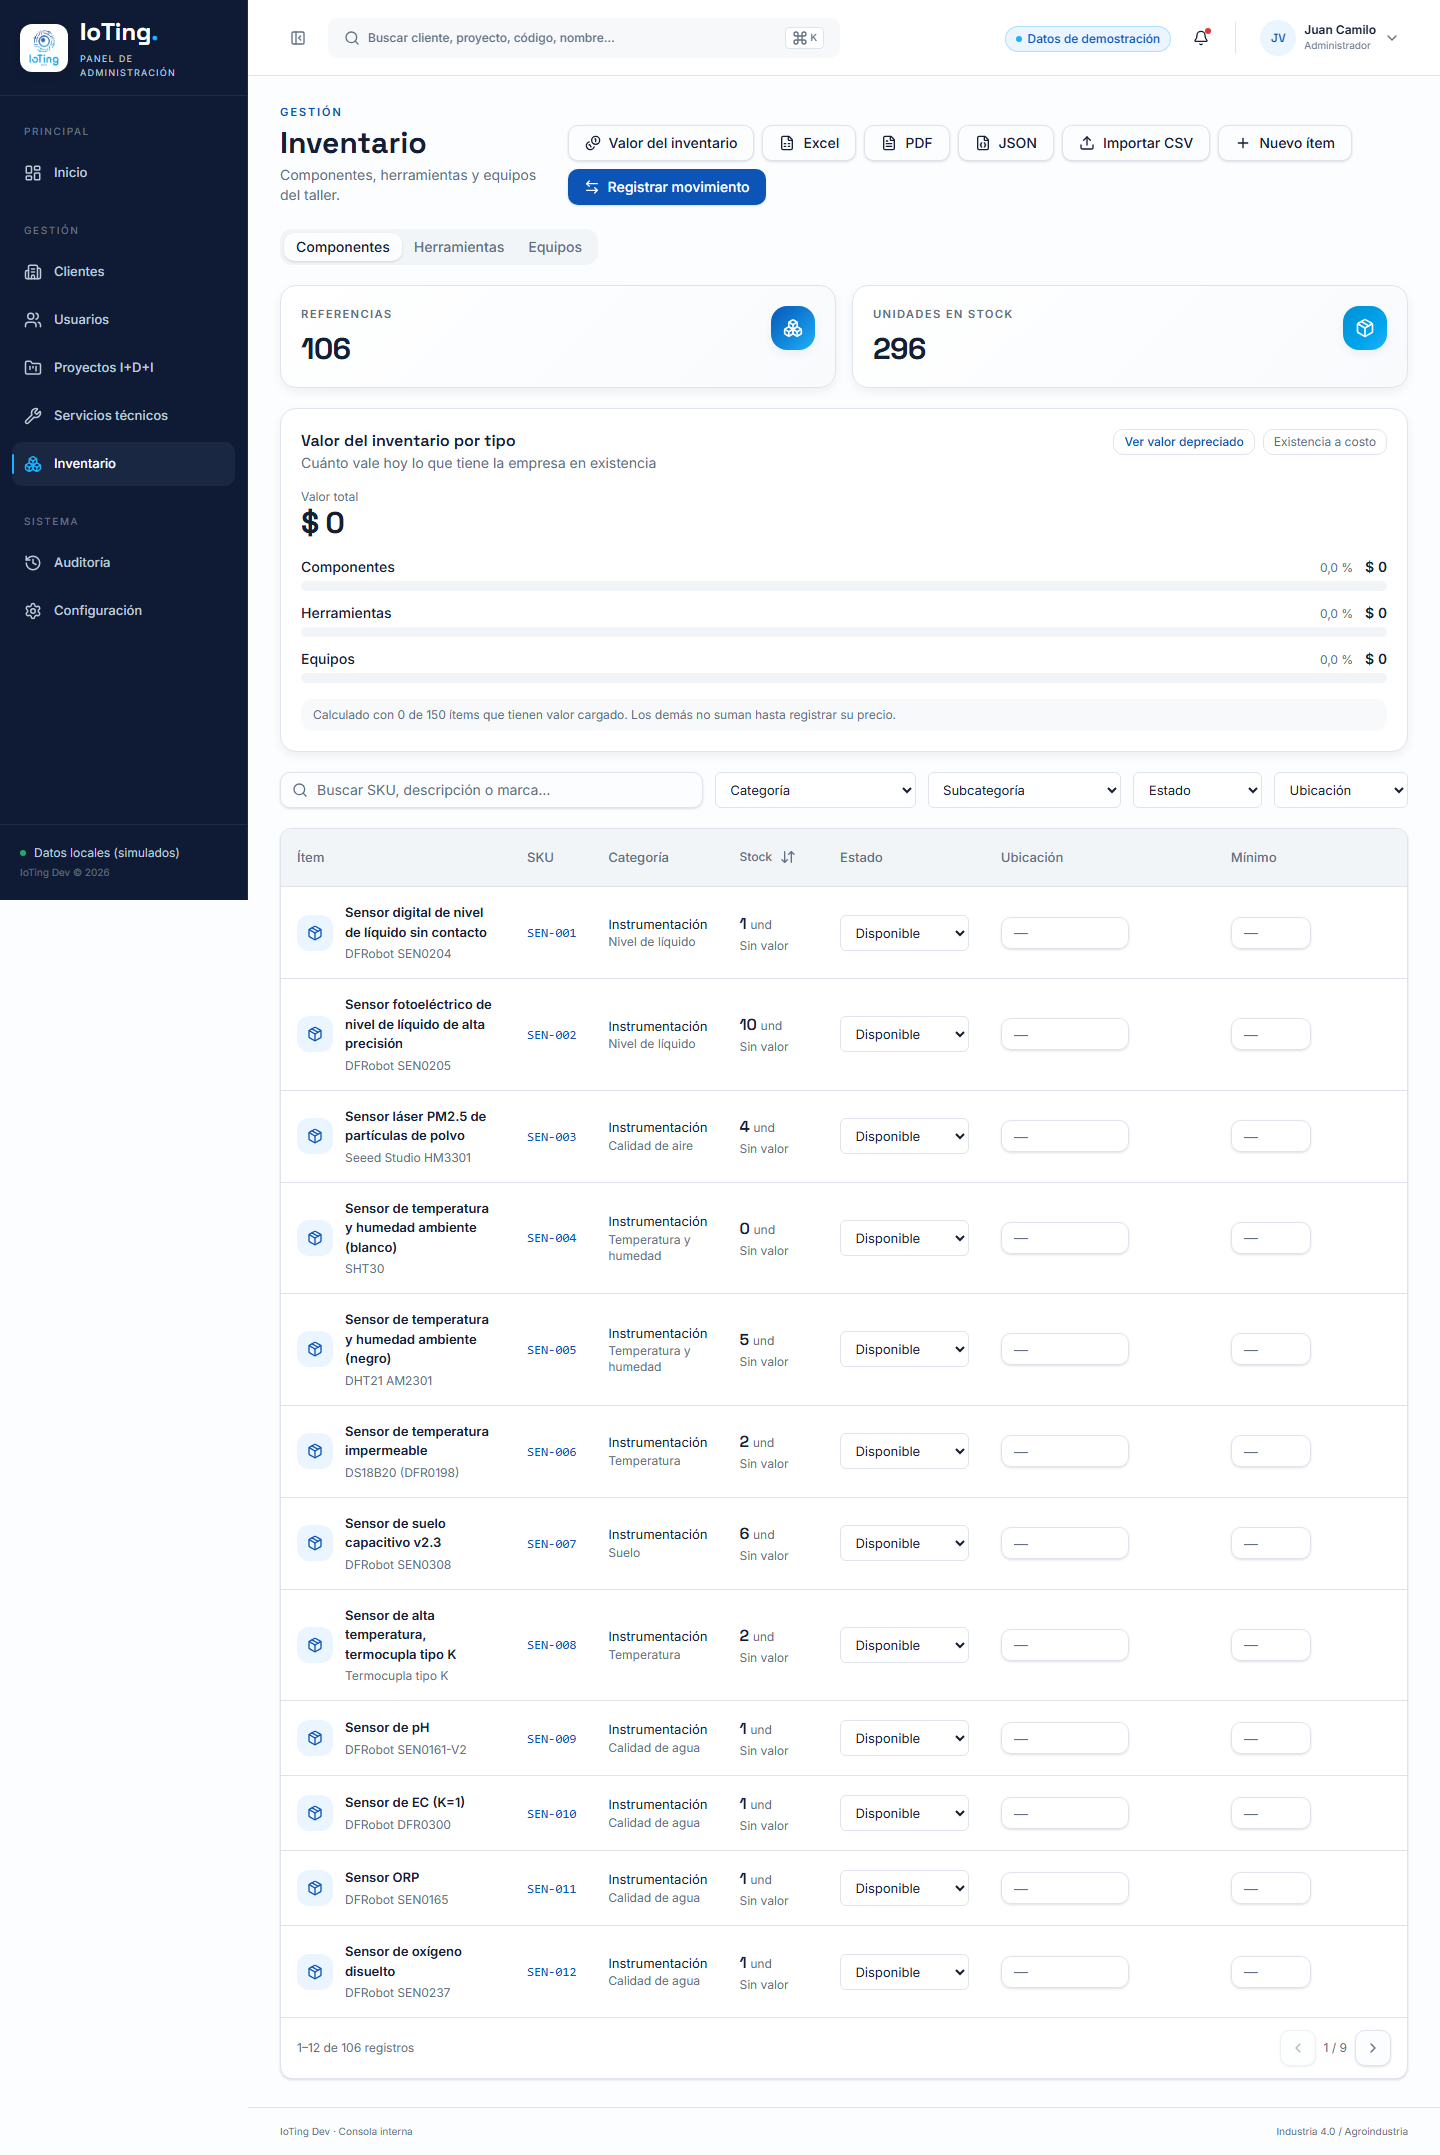 IoTing.
PANEL DE
ADMINISTRACIÓN
IoTing
PRINCIPAL
Inicio
GESTIÓN
Clientes
Usuarios
Proyectos I+D+I
Servicios técnicos
Inventario
SISTEMA
Auditoría
Configuración
Datos locales (simulados)
IoTing Dev © 2026
Buscar cliente, proyecto, código, nombre...
⌘ K
Datos de demostración
JV
Juan Camilo
Administrador
GESTIÓN
Inventario
Componentes, herramientas y equipos
del taller.
Valor del inventario
Excel
PDF
JSON
Importar CSV
Nuevo ítem
Registrar movimiento
Componentes
Herramientas
Equipos
REFERENCIAS
106
UNIDADES EN STOCK
296
Valor del inventario por tipo
Cuánto vale hoy lo que tiene la empresa en existencia
Ver valor depreciado
Existencia a costo
Valor total
$ 0
Componentes 0,0 % $ 0
Herramientas 0,0 % $ 0
Equipos 0,0 % $ 0
Calculado con 0 de 150 ítems que tienen valor cargado. Los demás no suman hasta registrar su precio.
Buscar SKU, descripción o marca...
Categoría
Subcategoría
Estado
Ubicación
Ítem SKU Categoría Stock Estado Ubicación Mínimo
Sensor digital de nivel
de líquido sin contacto
DFRobot SEN0204
SEN-001
Instrumentación
Nivel de líquido
1 und
Sin valor
Disponible
—
—
Sensor fotoeléctrico de
nivel de líquido de alta
precisión
DFRobot SEN0205
SEN-002
Instrumentación
Nivel de líquido
10 und
Sin valor
Disponible
—
—
Sensor láser PM2.5 de
partículas de polvo
Seeed Studio HM3301
SEN-003
Instrumentación
Calidad de aire
4 und
Sin valor
Disponible
—
—
Sensor de temperatura
y humedad ambiente
(blanco)
SHT30
SEN-004
Instrumentación
Temperatura y
humedad
0 und
Sin valor
Disponible
—
—
Sensor de temperatura
y humedad ambiente
(negro)
DHT21 AM2301
SEN-005
Instrumentación
Temperatura y
humedad
5 und
Sin valor
Disponible
—
—
Sensor de temperatura
impermeable
DS18B20 (DFR0198)
SEN-006
Instrumentación
Temperatura
2 und
Sin valor
Disponible
—
—
Sensor de suelo
capacitivo v2.3
DFRobot SEN0308
SEN-007
Instrumentación
Suelo
6 und
Sin valor
Disponible
—
—
Sensor de alta
temperatura,
termocupla tipo K
Termocupla tipo K
SEN-008
Instrumentación
Temperatura
2 und
Sin valor
Disponible
—
—
Sensor de pH
DFRobot SEN0161-V2
SEN-009
Instrumentación
Calidad de agua
1 und
Sin valor
Disponible
—
—
Sensor de EC (K=1)
DFRobot DFR0300
SEN-010
Instrumentación
Calidad de agua
1 und
Sin valor
Disponible
—
—
Sensor ORP
DFRobot SEN0165
SEN-011
Instrumentación
Calidad de agua
1 und
Sin valor
Disponible
—
—
Sensor de oxígeno
disuelto
DFRobot SEN0237
SEN-012
Instrumentación
Calidad de agua
1 und
Sin valor
Disponible
—
—
1–12 de 106 registros
1 / 9
IoTing Dev · Consola interna
Industria 4.0 / Agroindustria